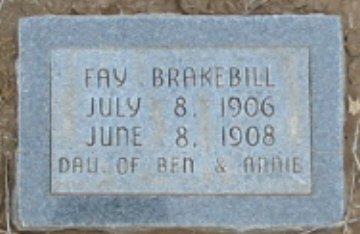 FAY BRAKEBILL
JULY 8, 1906
JUNE 8, 1908
DAU. OF BEN & ANNIE